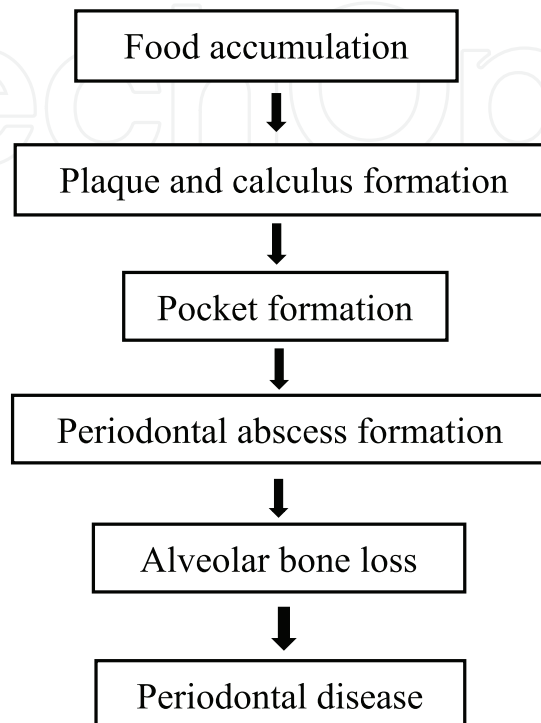 Food accumulation
Plaque and calculus formation
Pocket formation
Periodontal abscess formation
Alveolar bone loss
Periodontal disease